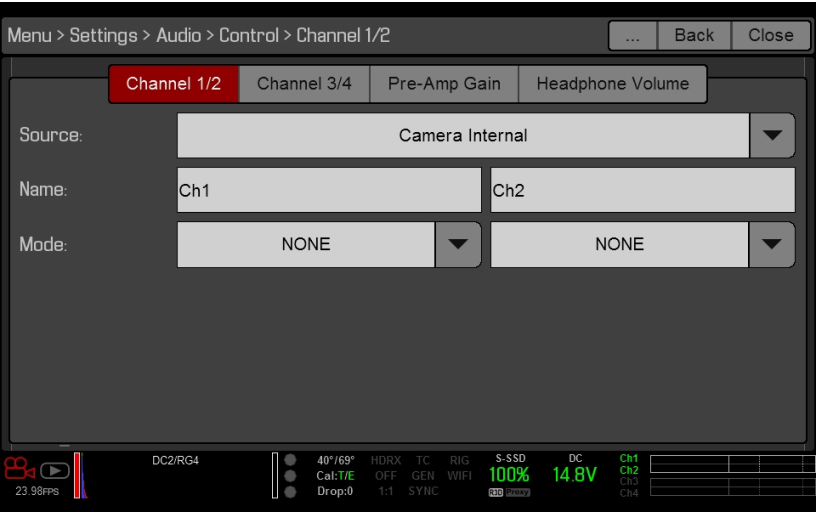 Menu > Settings > Audio > Control > Channel 1/2 ... Back Close
Channel 1/2 Channel 3/4 Pre-Amp Gain Headphone Volume
Source: Camera Internal
Name: Ch1 Ch2
Mode: NONE NONE
DC2/RG4 40°/69° HDRX TC RIG S-SSD DC Ch1
Cal:T/E OFF GEN WIFI 100% 14.8V Ch2
23.98FPS Drop:0 1:1 SYNC R3D Proxy Ch3
Ch4